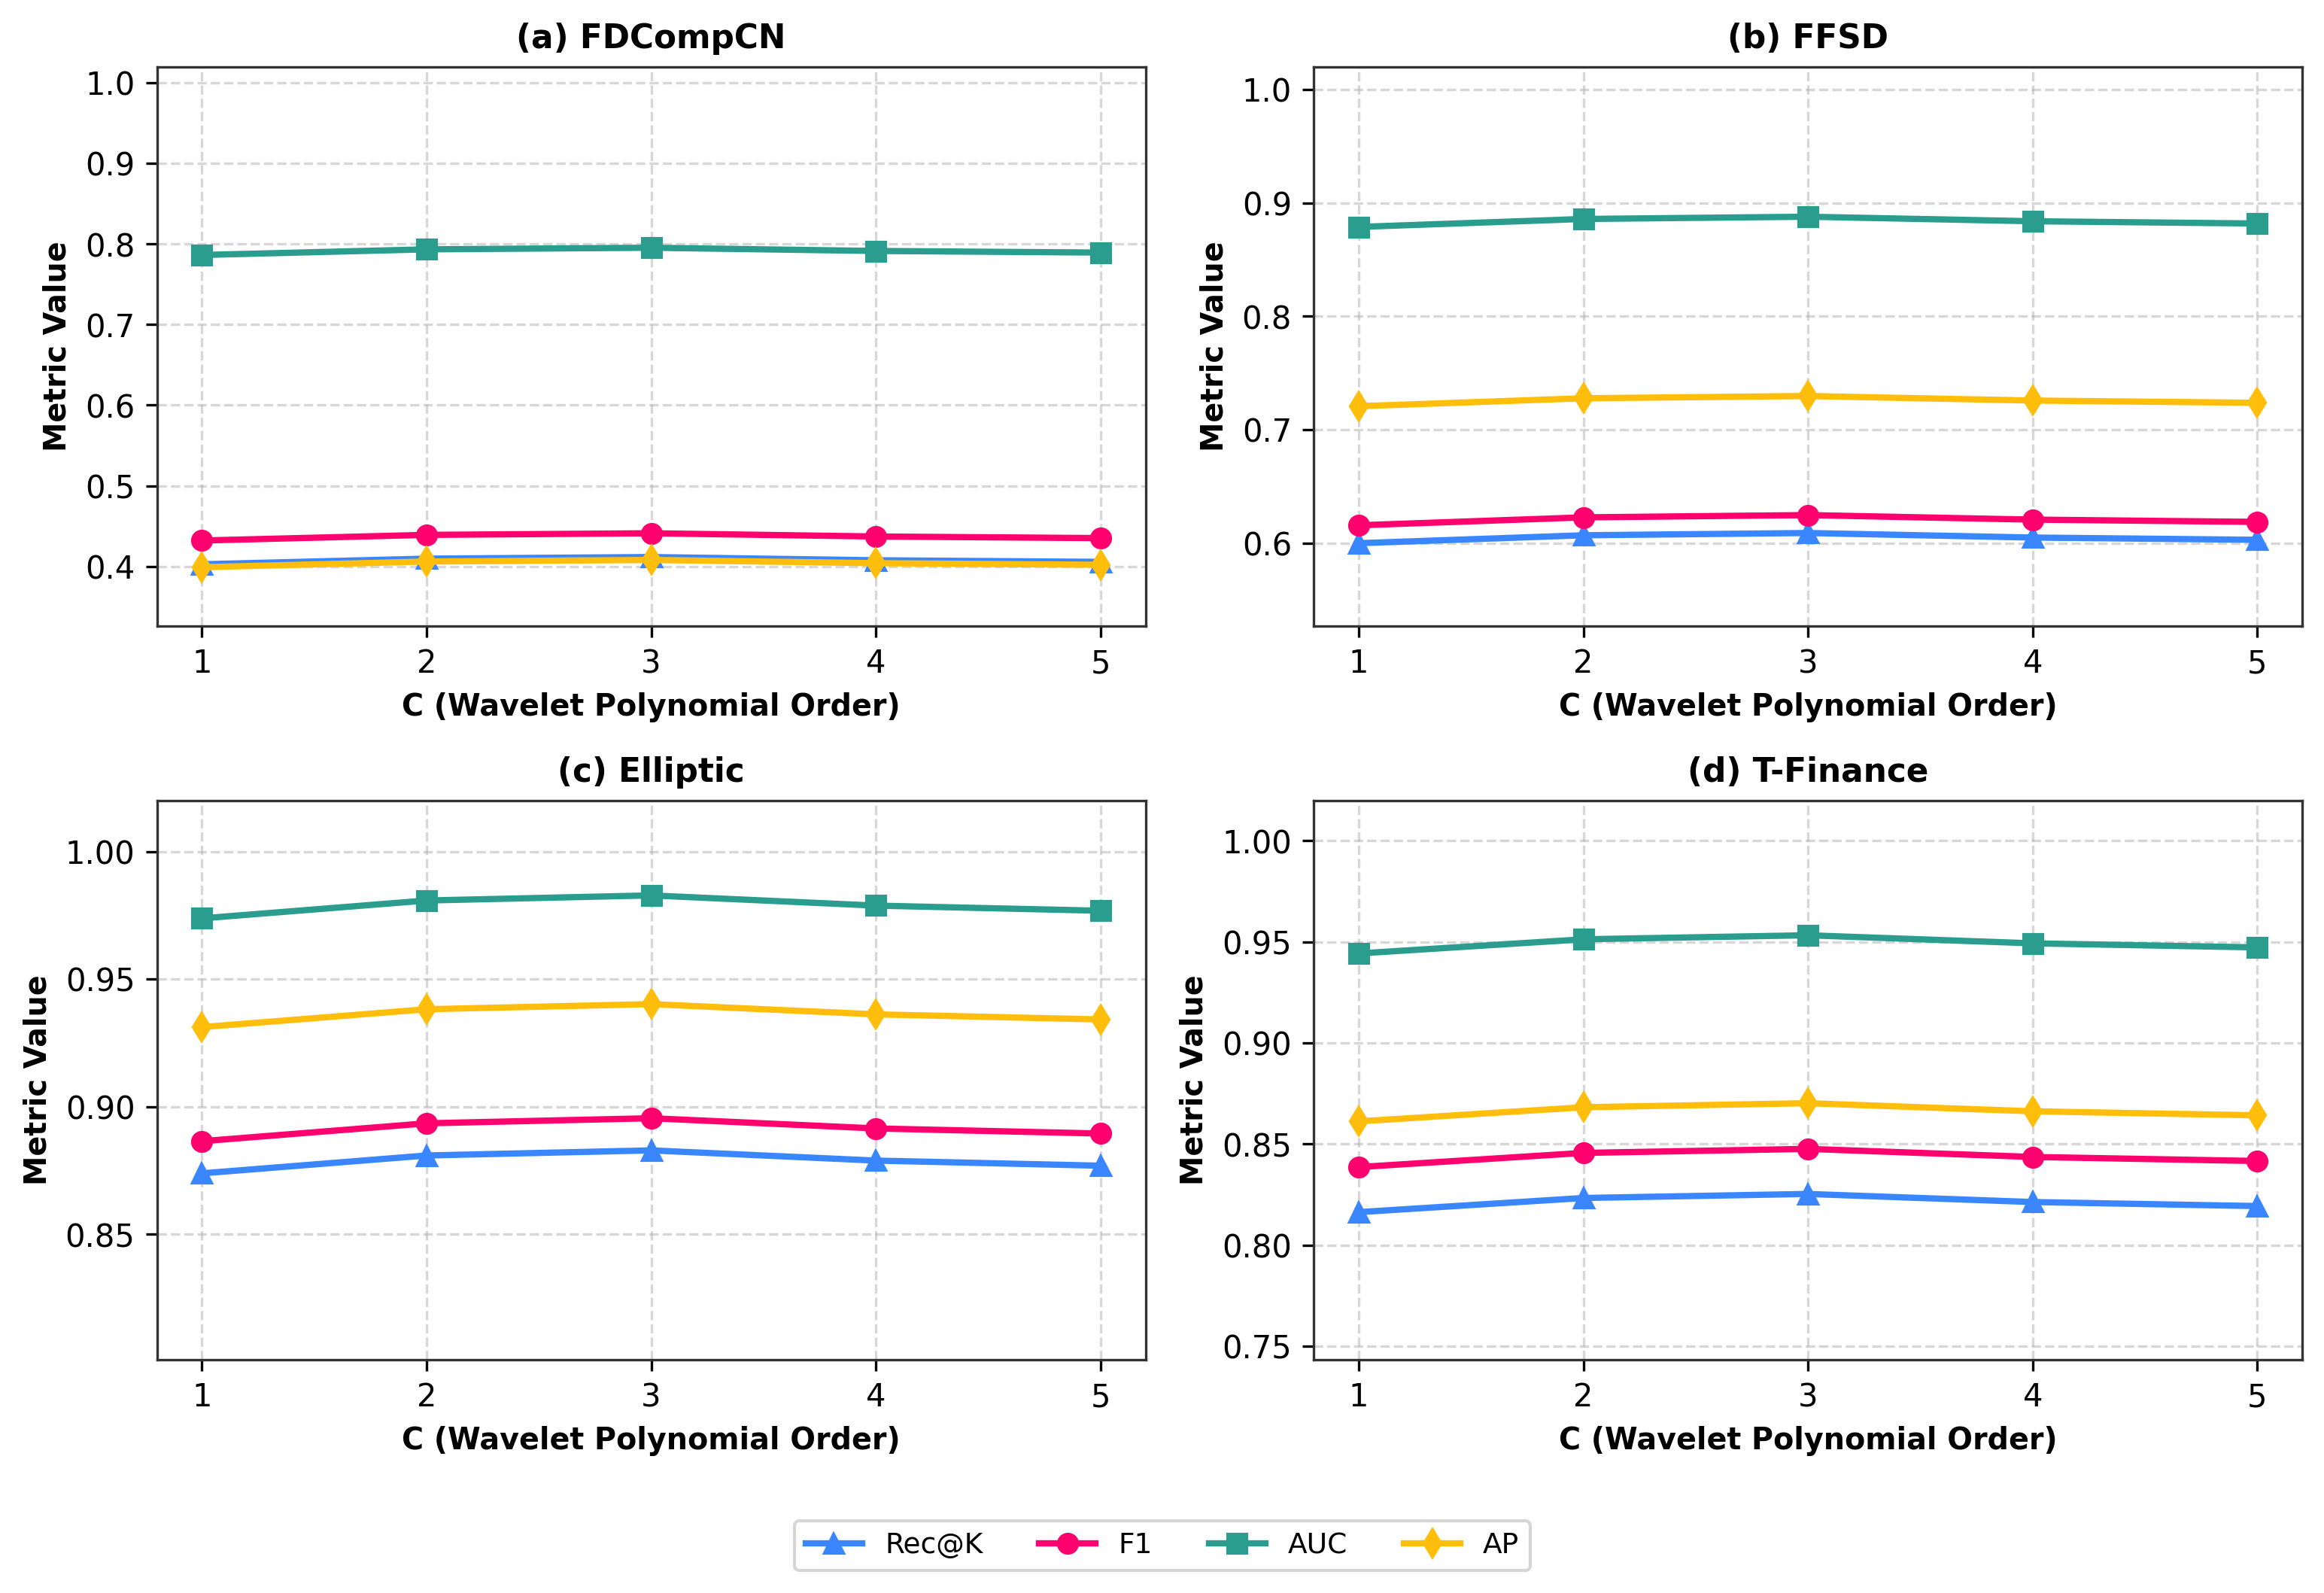 (a) FDCompCN
1.0
0.9
0.8
0.7
0.6
0.5
0.4
Metric Value
1 2 3 4 5
C (Wavelet Polynomial Order)
(b) FFSD
1.0
0.9
0.8
0.7
0.6
Metric Value
1 2 3 4 5
C (Wavelet Polynomial Order)
(c) Elliptic
1.00
0.95
0.90
0.85
Metric Value
1 2 3 4 5
C (Wavelet Polynomial Order)
(d) T-Finance
1.00
0.95
0.90
0.85
0.80
0.75
Metric Value
1 2 3 4 5
C (Wavelet Polynomial Order)
Rec@K F1 AUC AP